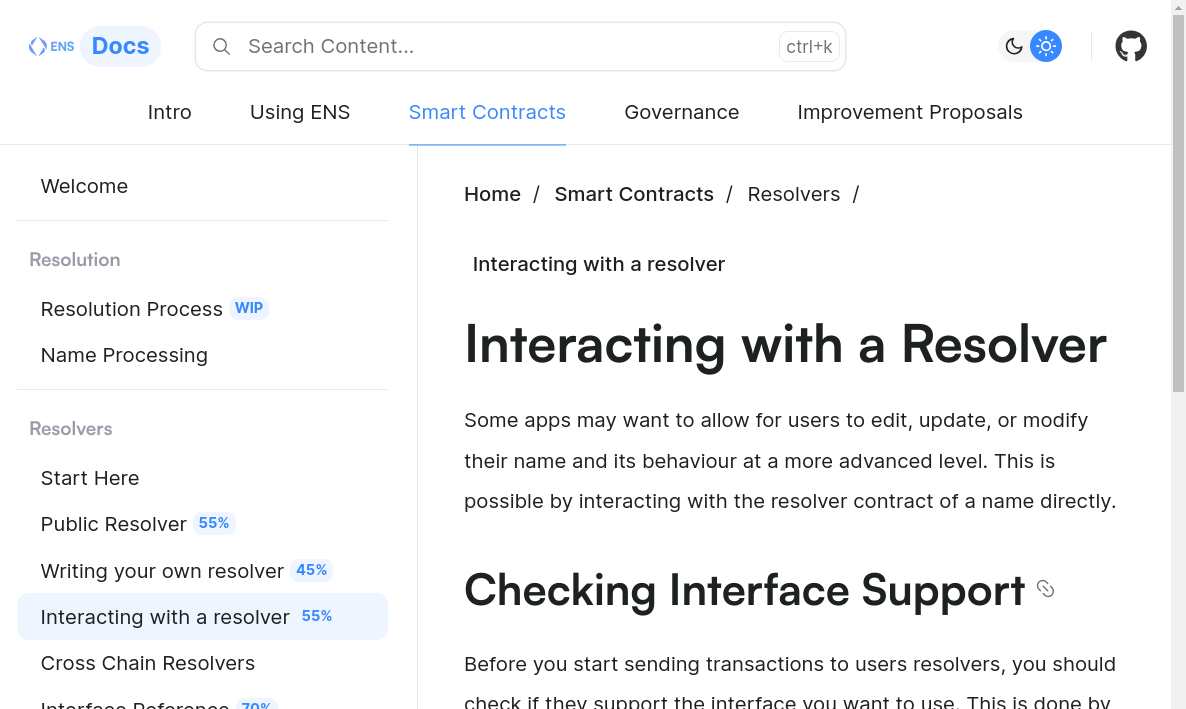 ENS Docs
Search Content... ctrl+k
Intro Using ENS Smart Contracts Governance Improvement Proposals
Welcome
Resolution
Resolution Process WIP
Name Processing
Resolvers
Start Here
Public Resolver 55%
Writing your own resolver 45%
Interacting with a resolver 55%
Cross Chain Resolvers
Interface Reference 70%
Home / Smart Contracts / Resolvers /
Interacting with a resolver
Interacting with a Resolver
Some apps may want to allow for users to edit, update, or modify
their name and its behaviour at a more advanced level. This is
possible by interacting with the resolver contract of a name directly.
Checking Interface Support
Before you start sending transactions to users resolvers, you should
check if they support the interface you want to use. This is done by